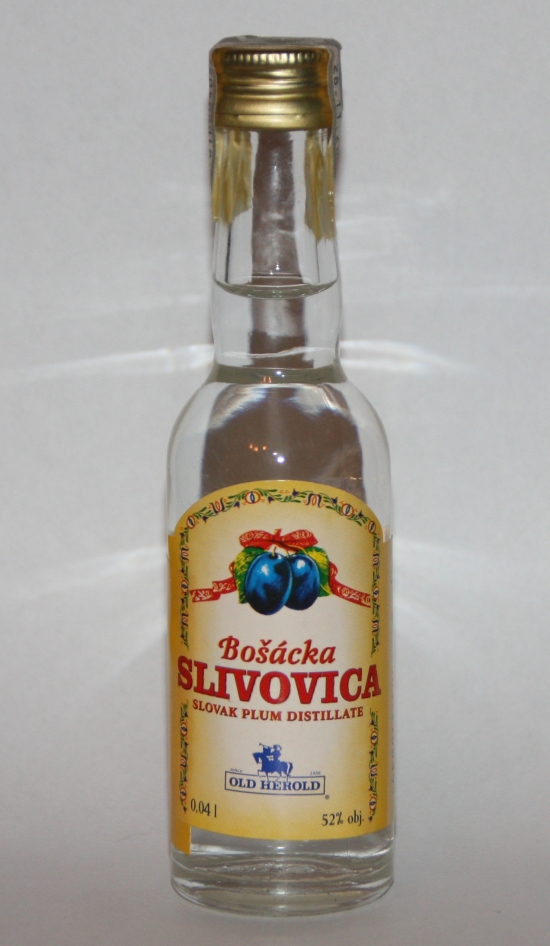 Bošácka
SLIVOVICA
SLOVAK PLUM DISTILLATE
OLD HEROLD
®
0.04 l
52% obj.